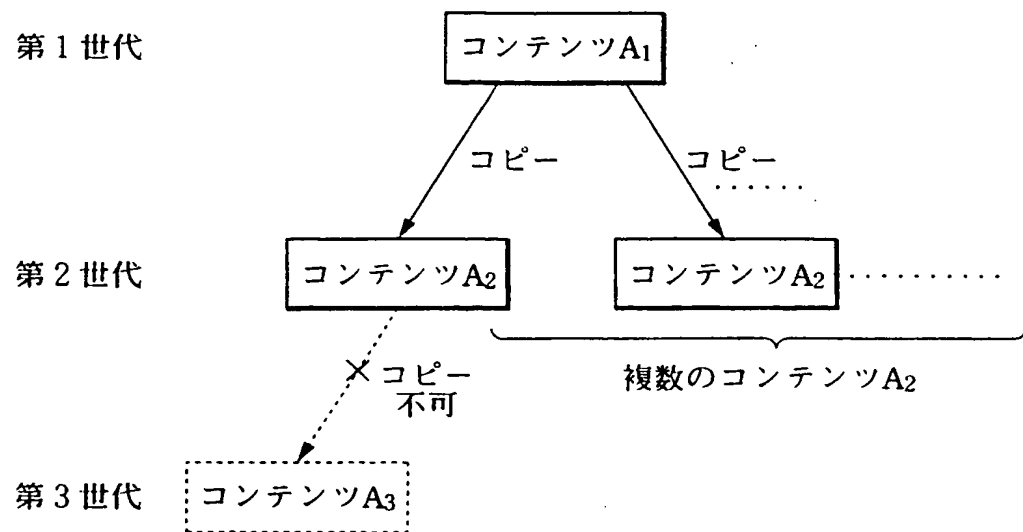 第1世代 コンテンツA₁
コピー コピー
‥‥‥
第2世代 コンテンツA₂ コンテンツA₂ ‥‥‥‥‥
×コピー 複数のコンテンツA₂
不可
第3世代 コンテンツA₃